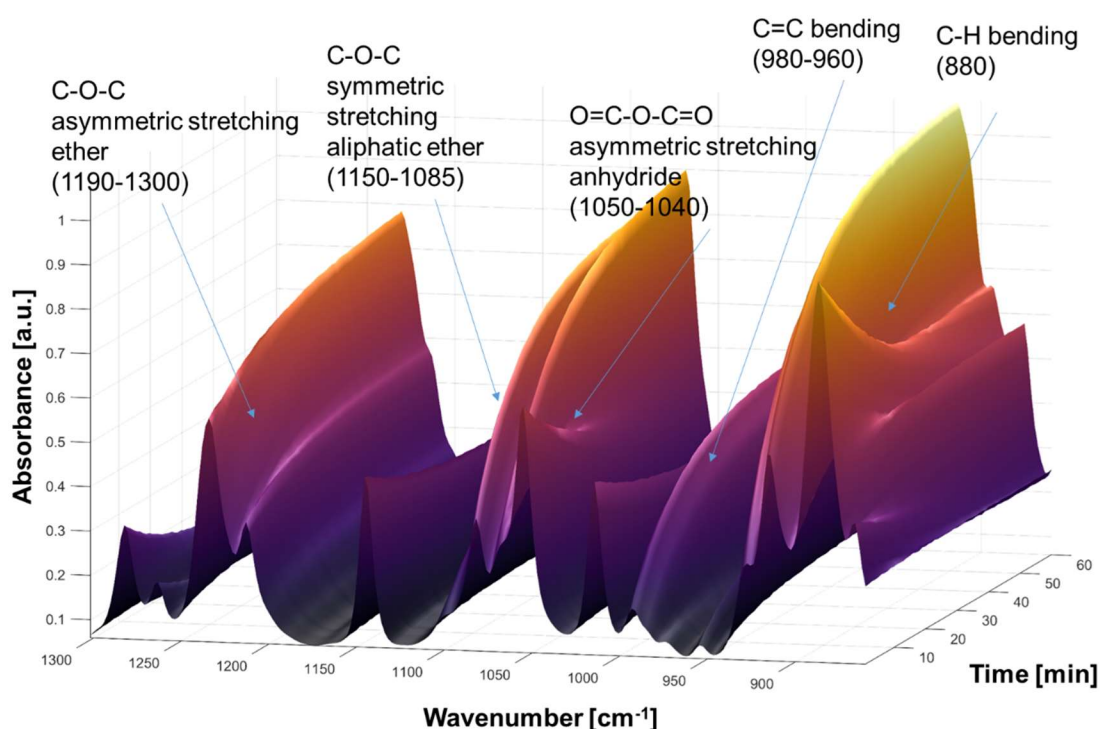 C-O-C
asymmetric stretching
ether
(1190-1300)
C-O-C
symmetric
stretching
aliphatic ether
(1150-1085)
O=C-O-C=O
asymmetric stretching
anhydride
(1050-1040)
C=C bending
(980-960)
C-H bending
(880)
Absorbance [a.u.]
1
0.9
0.8
0.7
0.6
0.5
0.4
0.3
0.2
0.1
1300
1250
1200
1150
1100
1050
1000
950
900
Wavenumber [cm⁻¹]
10
20
30
40
50
60
Time [min]